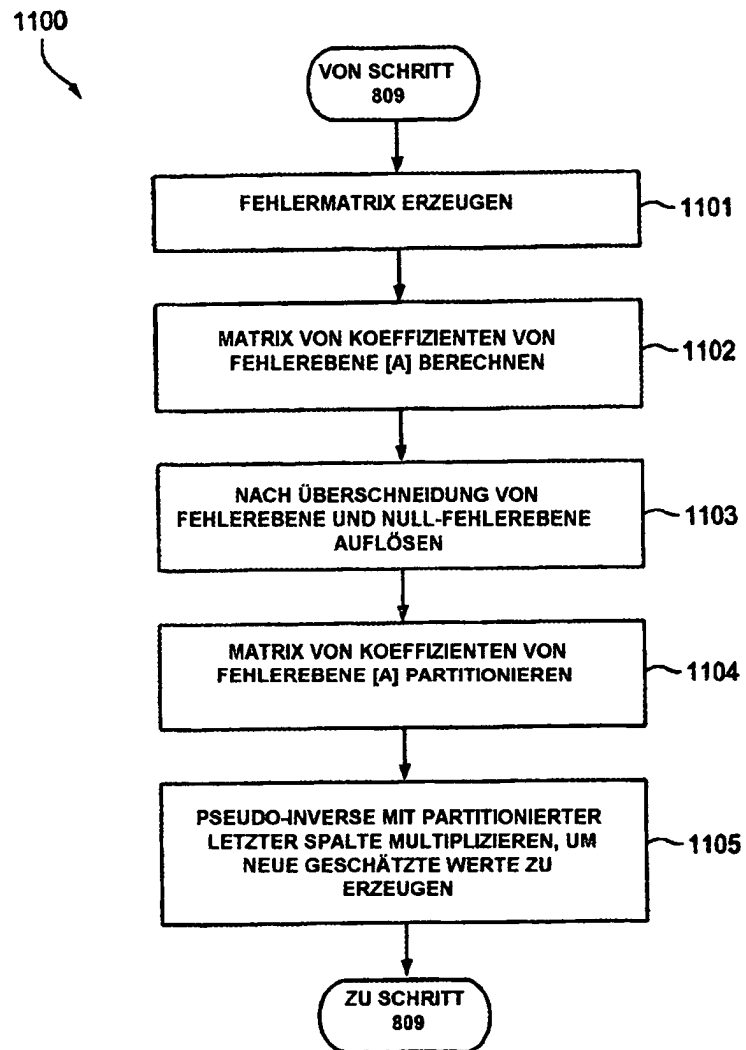 1100
VON SCHRITT
809
FEHLERMATRIX ERZEUGEN
1101
MATRIX VON KOEFFIZIENTEN VON
FEHLEREBENE [A] BERECHNEN
1102
NACH ÜBERSCHNEIDUNG VON
FEHLEREBENE UND NULL-FEHLEREBENE
AUFLÖSEN
1103
MATRIX VON KOEFFIZIENTEN VON
FEHLEREBENE [A] PARTITIONIEREN
1104
PSEUDO-INVERSE MIT PARTITIONIERTER
LETZTER SPALTE MULTIPLIZIEREN, UM
NEUE GESCHÄTZTE WERTE ZU
ERZEUGEN
1105
ZU SCHRITT
809